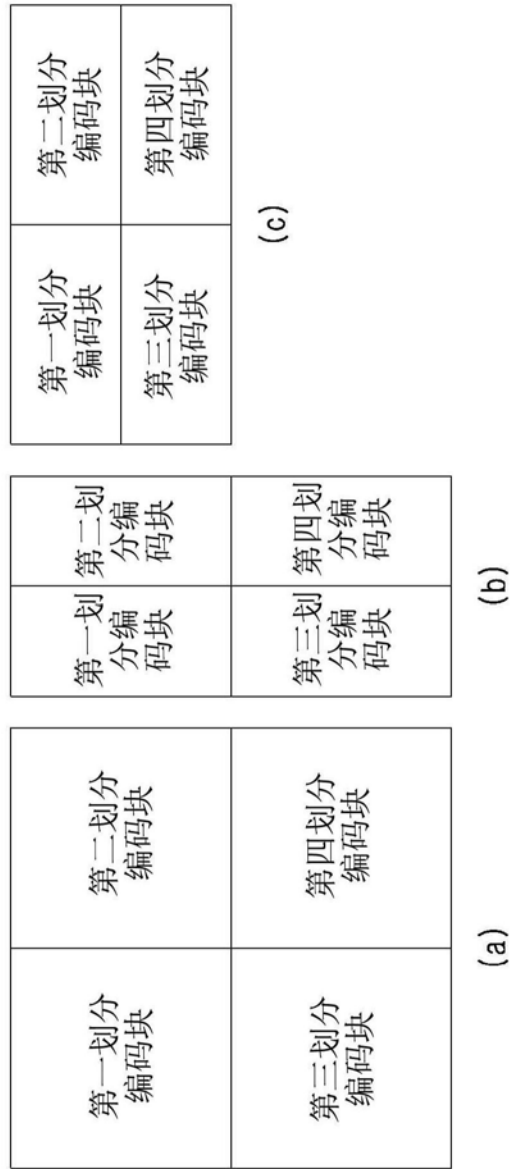 第一划分
编码块
第二划分
编码块
第三划分
编码块
第四划分
编码块
(a)
第一划
分编
码块
第二划
分编
码块
第三划
分编
码块
第四划
分编
码块
(b)
第一划分
编码块
第二划分
编码块
第三划分
编码块
第四划分
编码块
(c)